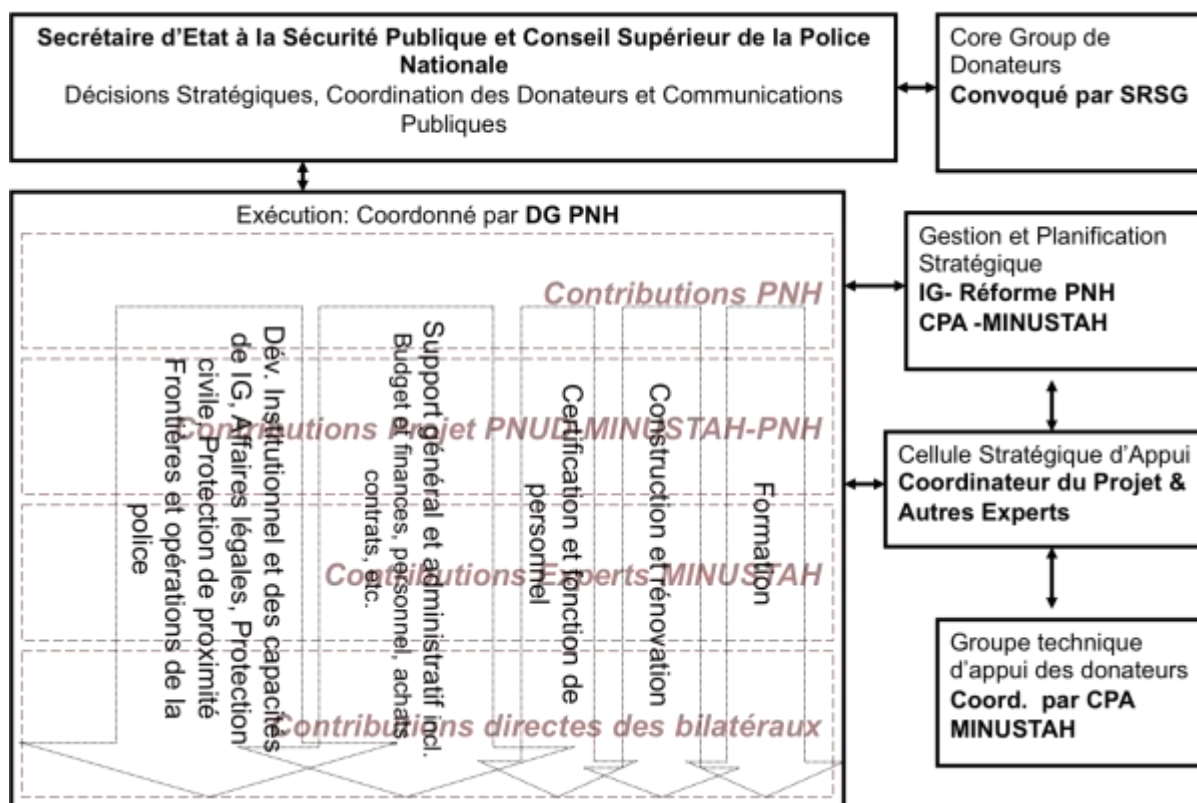 Secrétaire d'Etat à la Sécurité Publique et Conseil Supérieur de la Police
Nationale
Décisions Stratégiques, Coordination des Donateurs et Communications
Publiques
Core Group de
Donateurs
Convoqué par SRSG
Exécution: Coordonné par DG PNH
Contributions PNH
Contributions Projet PNUD-MINUSTAH-PNH
Contributions Experts MINUSTAH
Contributions directes des bilatéraux
Dév. Institutionnel et des capacités
de IG, Affaires légales, Protection
civile, Protection de proximité
Frontières et opérations de la
police
Support général et administratif incl.
Budget et finances, personnel, achats
contrats, etc.
Certification et fonction de
personnel
Construction et rénovation
Formation
Gestion et Planification
Stratégique
IG- Réforme PNH
CPA -MINUSTAH
Cellule Stratégique d'Appui
Coordinateur du Projet &
Autres Experts
Groupe technique
d'appui des donateurs
Coord. par CPA
MINUSTAH